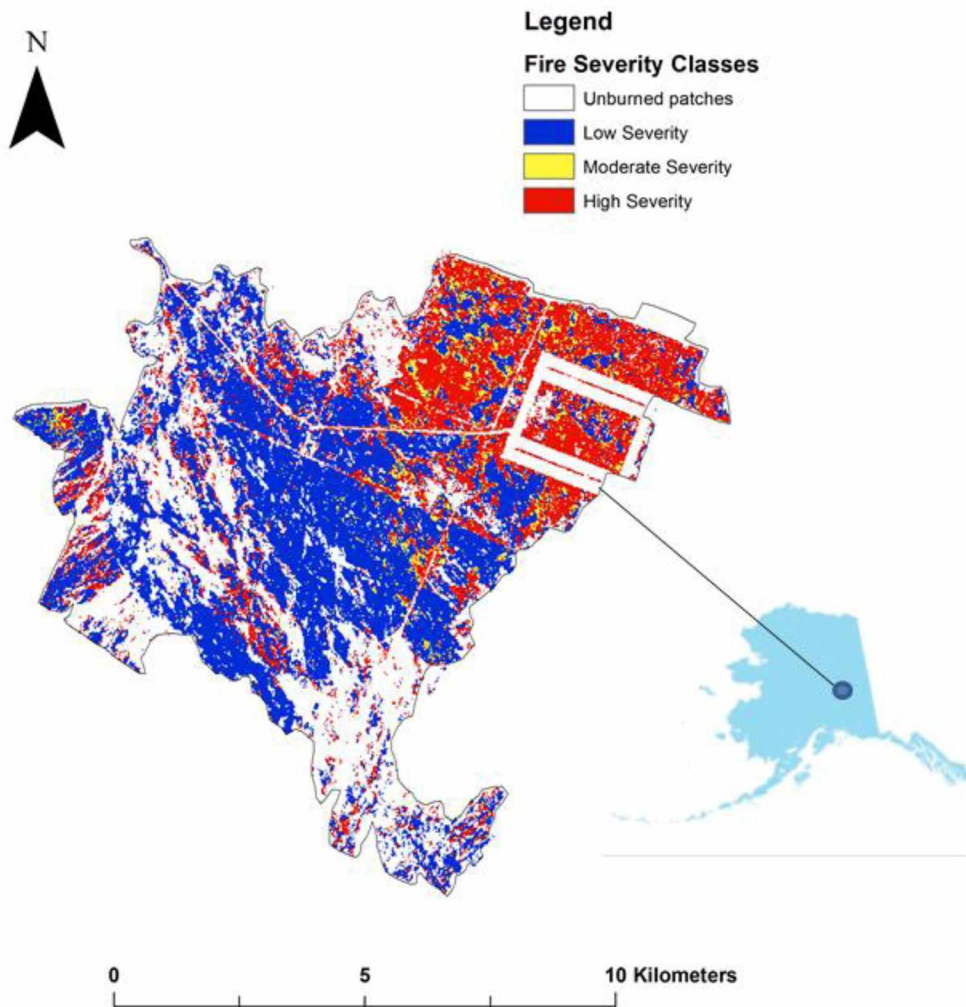 N
Legend
Fire Severity Classes
Unburned patches
Low Severity
Moderate Severity
High Severity
0 5 10 Kilometers